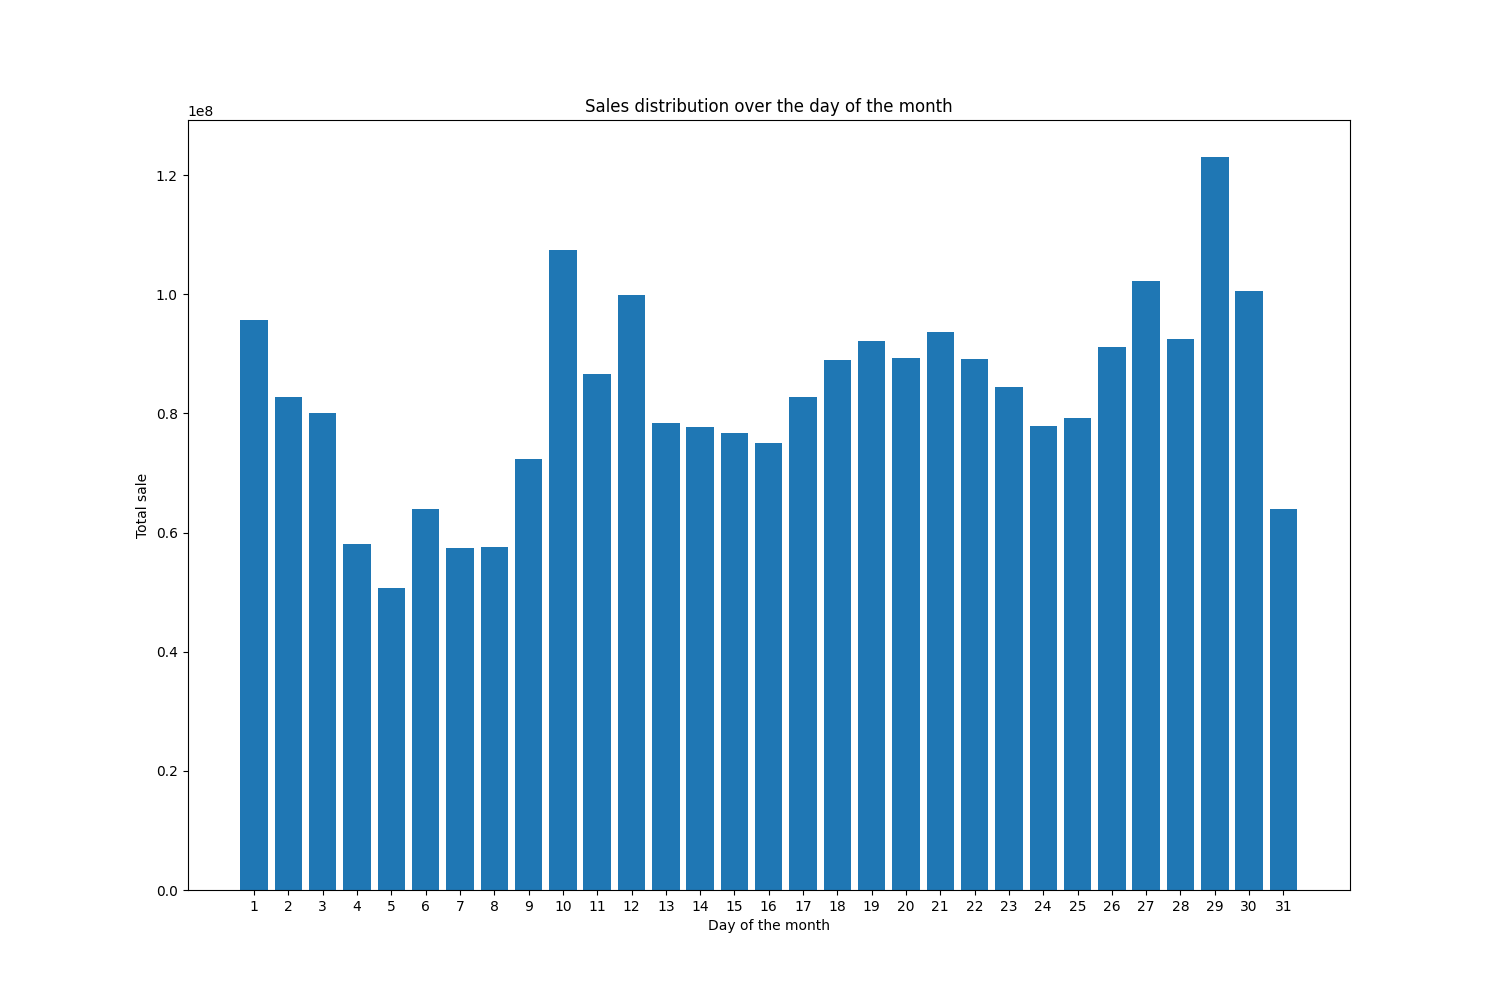 Sales distribution over the day of the month
1e8
1.2
1.0
0.8
0.6
0.4
0.2
0.0
Total sale
1 2 3 4 5 6 7 8 9 10 11 12 13 14 15 16 17 18 19 20 21 22 23 24 25 26 27 28 29 30 31
Day of the month